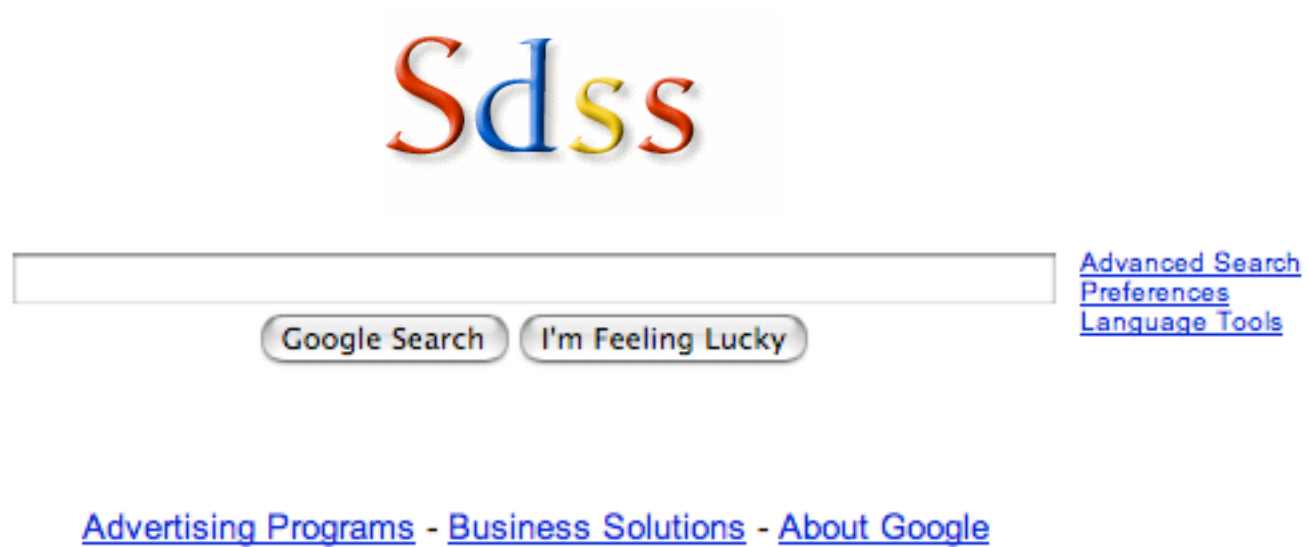 Sdss
Advanced Search
Preferences
Language Tools
Google Search I'm Feeling Lucky
Advertising Programs - Business Solutions - About Google